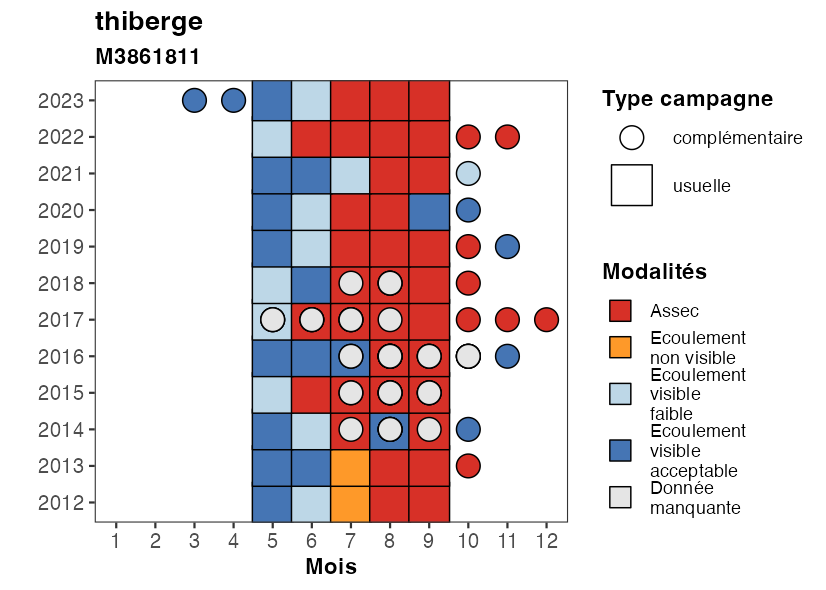 thiberge
M3861811
2023
2022
2021
2020
2019
2018
2017
2016
2015
2014
2013
2012
1 2 3 4 5 6 7 8 9 10 11 12
Mois
Type campagne
complémentaire
usuelle
Modalités
Assec
Ecoulement
non visible
Ecoulement
visible
faible
Ecoulement
visible
acceptable
Donnée
manquante